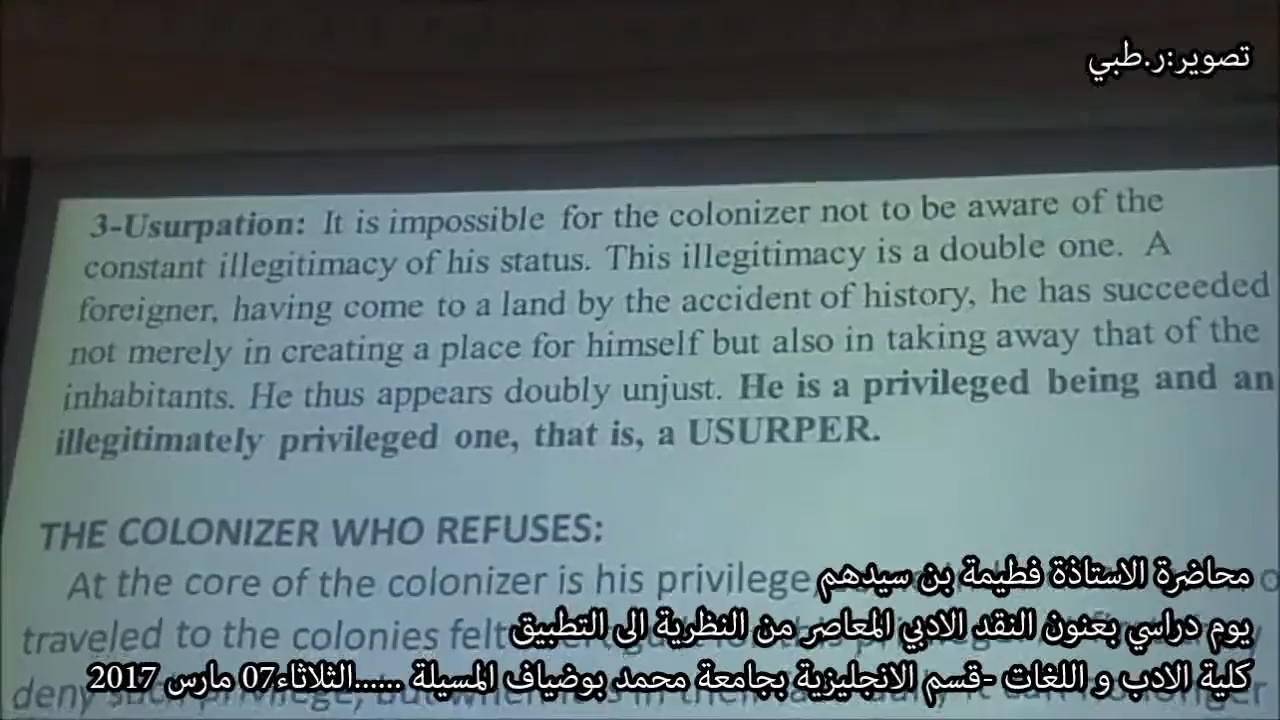 تصوير:ر.طبي
3-Usurpation: It is impossible for the colonizer not to be aware of the
constant illegitimacy of his status. This illegitimacy is a double one. A
foreigner, having come to a land by the accident of history, he has succeeded
not merely in creating a place for himself but also in taking away that of the
inhabitants. He thus appears doubly unjust. He is a privileged being and an
illegitimately privileged one, that is, a USURPER.
THE COLONIZER WHO REFUSES:
At the core of the colonizer is his privilege,
محاضرة الاستاذة فطيمة بن سيدهم
traveled to the colonies felt
يوم دراسي بعنون النقد الادبي المعاصر من النظرية الى التطبيق
deny such privilege, but
كلية الادب و اللغات -قسم الانجليزية بجامعة محمد بوضياف المسيلة ......الثلاثاء07 مارس 2017